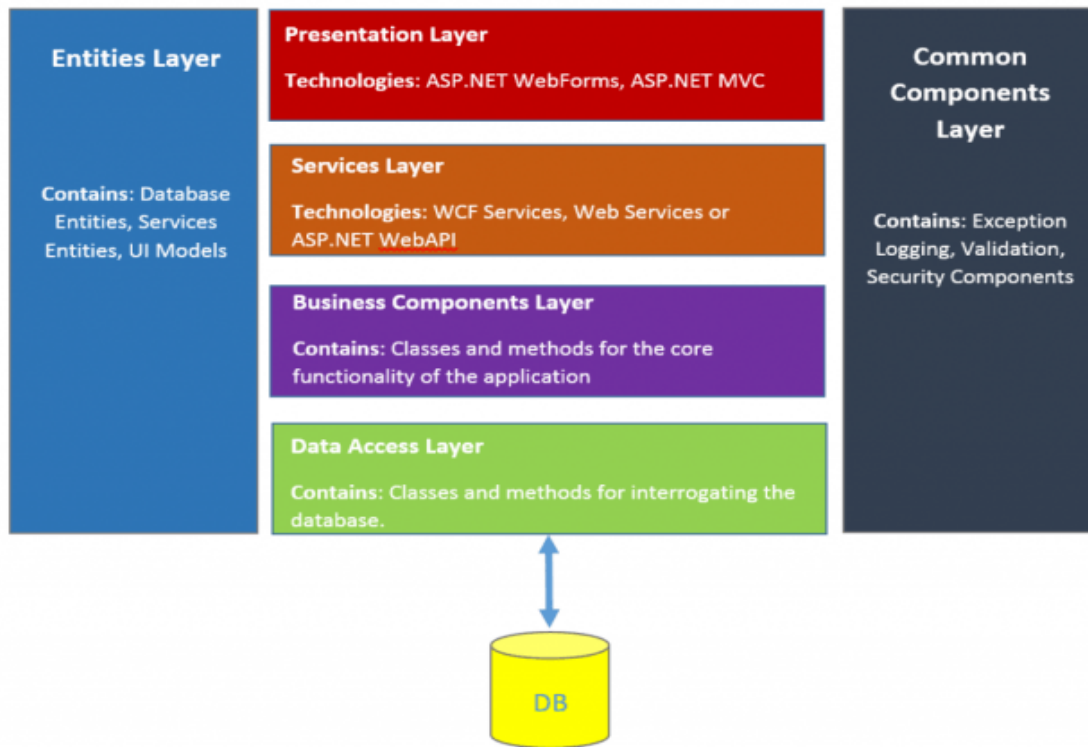 Entities Layer
Contains: Database
Entities, Services
Entities, UI Models
Presentation Layer
Technologies: ASP.NET WebForms, ASP.NET MVC
Services Layer
Technologies: WCF Services, Web Services or
ASP.NET WebAPI
Business Components Layer
Contains: Classes and methods for the core
functionality of the application
Data Access Layer
Contains: Classes and methods for interrogating the
database.
Common
Components
Layer
Contains: Exception
Logging, Validation,
Security Components
DB